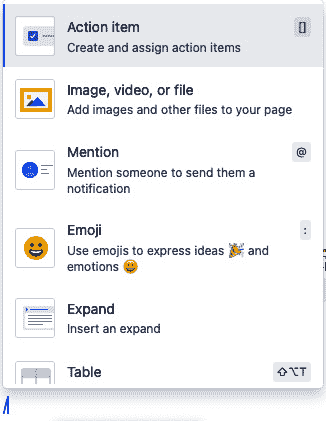 Action item
[]
Create and assign action items
Image, video, or file
Add images and other files to your page
Mention
@
Mention someone to send them a
notification
Emoji
:
Use emojis to express ideas 🎉 and
emotions 😀
Expand
Insert an expand
Table
⇧⌥T
/